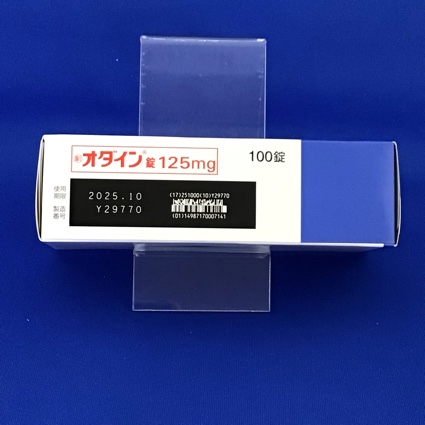 劇 オダイン®錠125mg
100錠
使用
期限 2025.10
製造
番号 Y29770
(17)251000(10)Y29770
(01)14987170007141